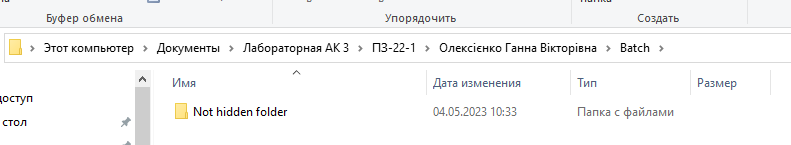 Буфер обмена Упорядочить Создать
Этот компьютер > Документы > Лабораторная АК 3 > ПЗ-22-1 > Олексієнко Ганна Вікторівна > Batch >
Имя Дата изменения Тип Размер
доступ
Not hidden folder 04.05.2023 10:33 Папка с файлами
стол